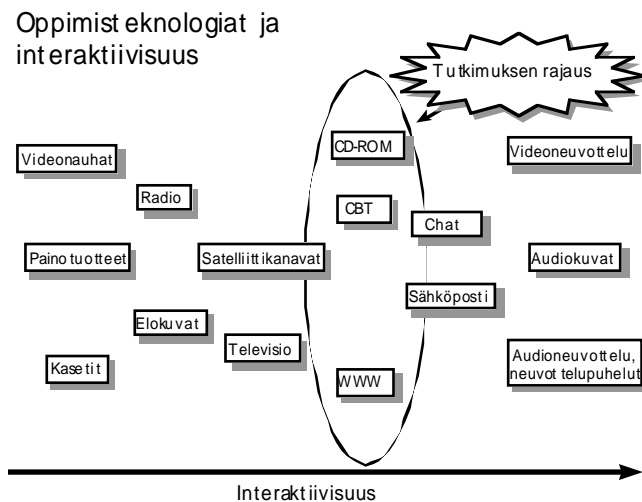 Oppimisteknologiat ja
interaktiivisuus
Tutkimuksen rajaus
CD-ROM
Videoneuvottelu
Videonauhat
Radio
CBT
Chat
Painotuotteet
Satelliittikanavat
Audiokuvat
Sähköposti
Elokuvat
Televisio
Audioneuvottelu,
neuvottelupuhelut
Kasetit
WWW
Interaktiivisuus